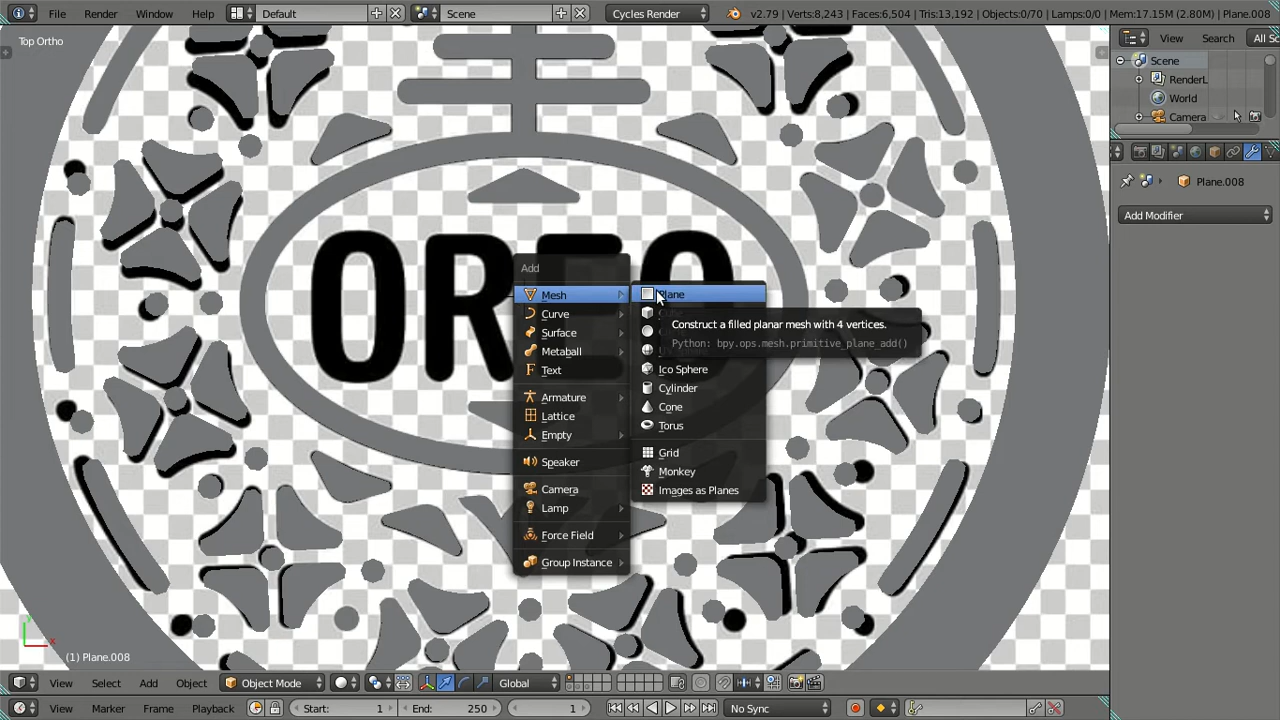 File Render Window Help Default Scene Cycles Render v2.79 | Verts:8,243 | Faces:6,504 | Tris:13,192 | Objects:0/70 | Lamps:0/0 | Mem:17.15M (2.80M) | Plane.008
Top Ortho
View Search All Sc
Scene
RenderL
World
Camera
Plane.008
Add Modifier
OREO
Add
Mesh
Curve
Surface
Metaball
Text
Armature
Lattice
Empty
Speaker
Camera
Lamp
Force Field
Group Instance
Plane
Construct a filled planar mesh with 4 vertices.
Python: bpy.ops.mesh.primitive_plane_add()
Ico Sphere
Cylinder
Cone
Torus
Grid
Monkey
Images as Planes
y
x
(1) Plane.008
View Select Add Object Object Mode Global
View Marker Frame Playback Start: 1 End: 250 1 No Sync